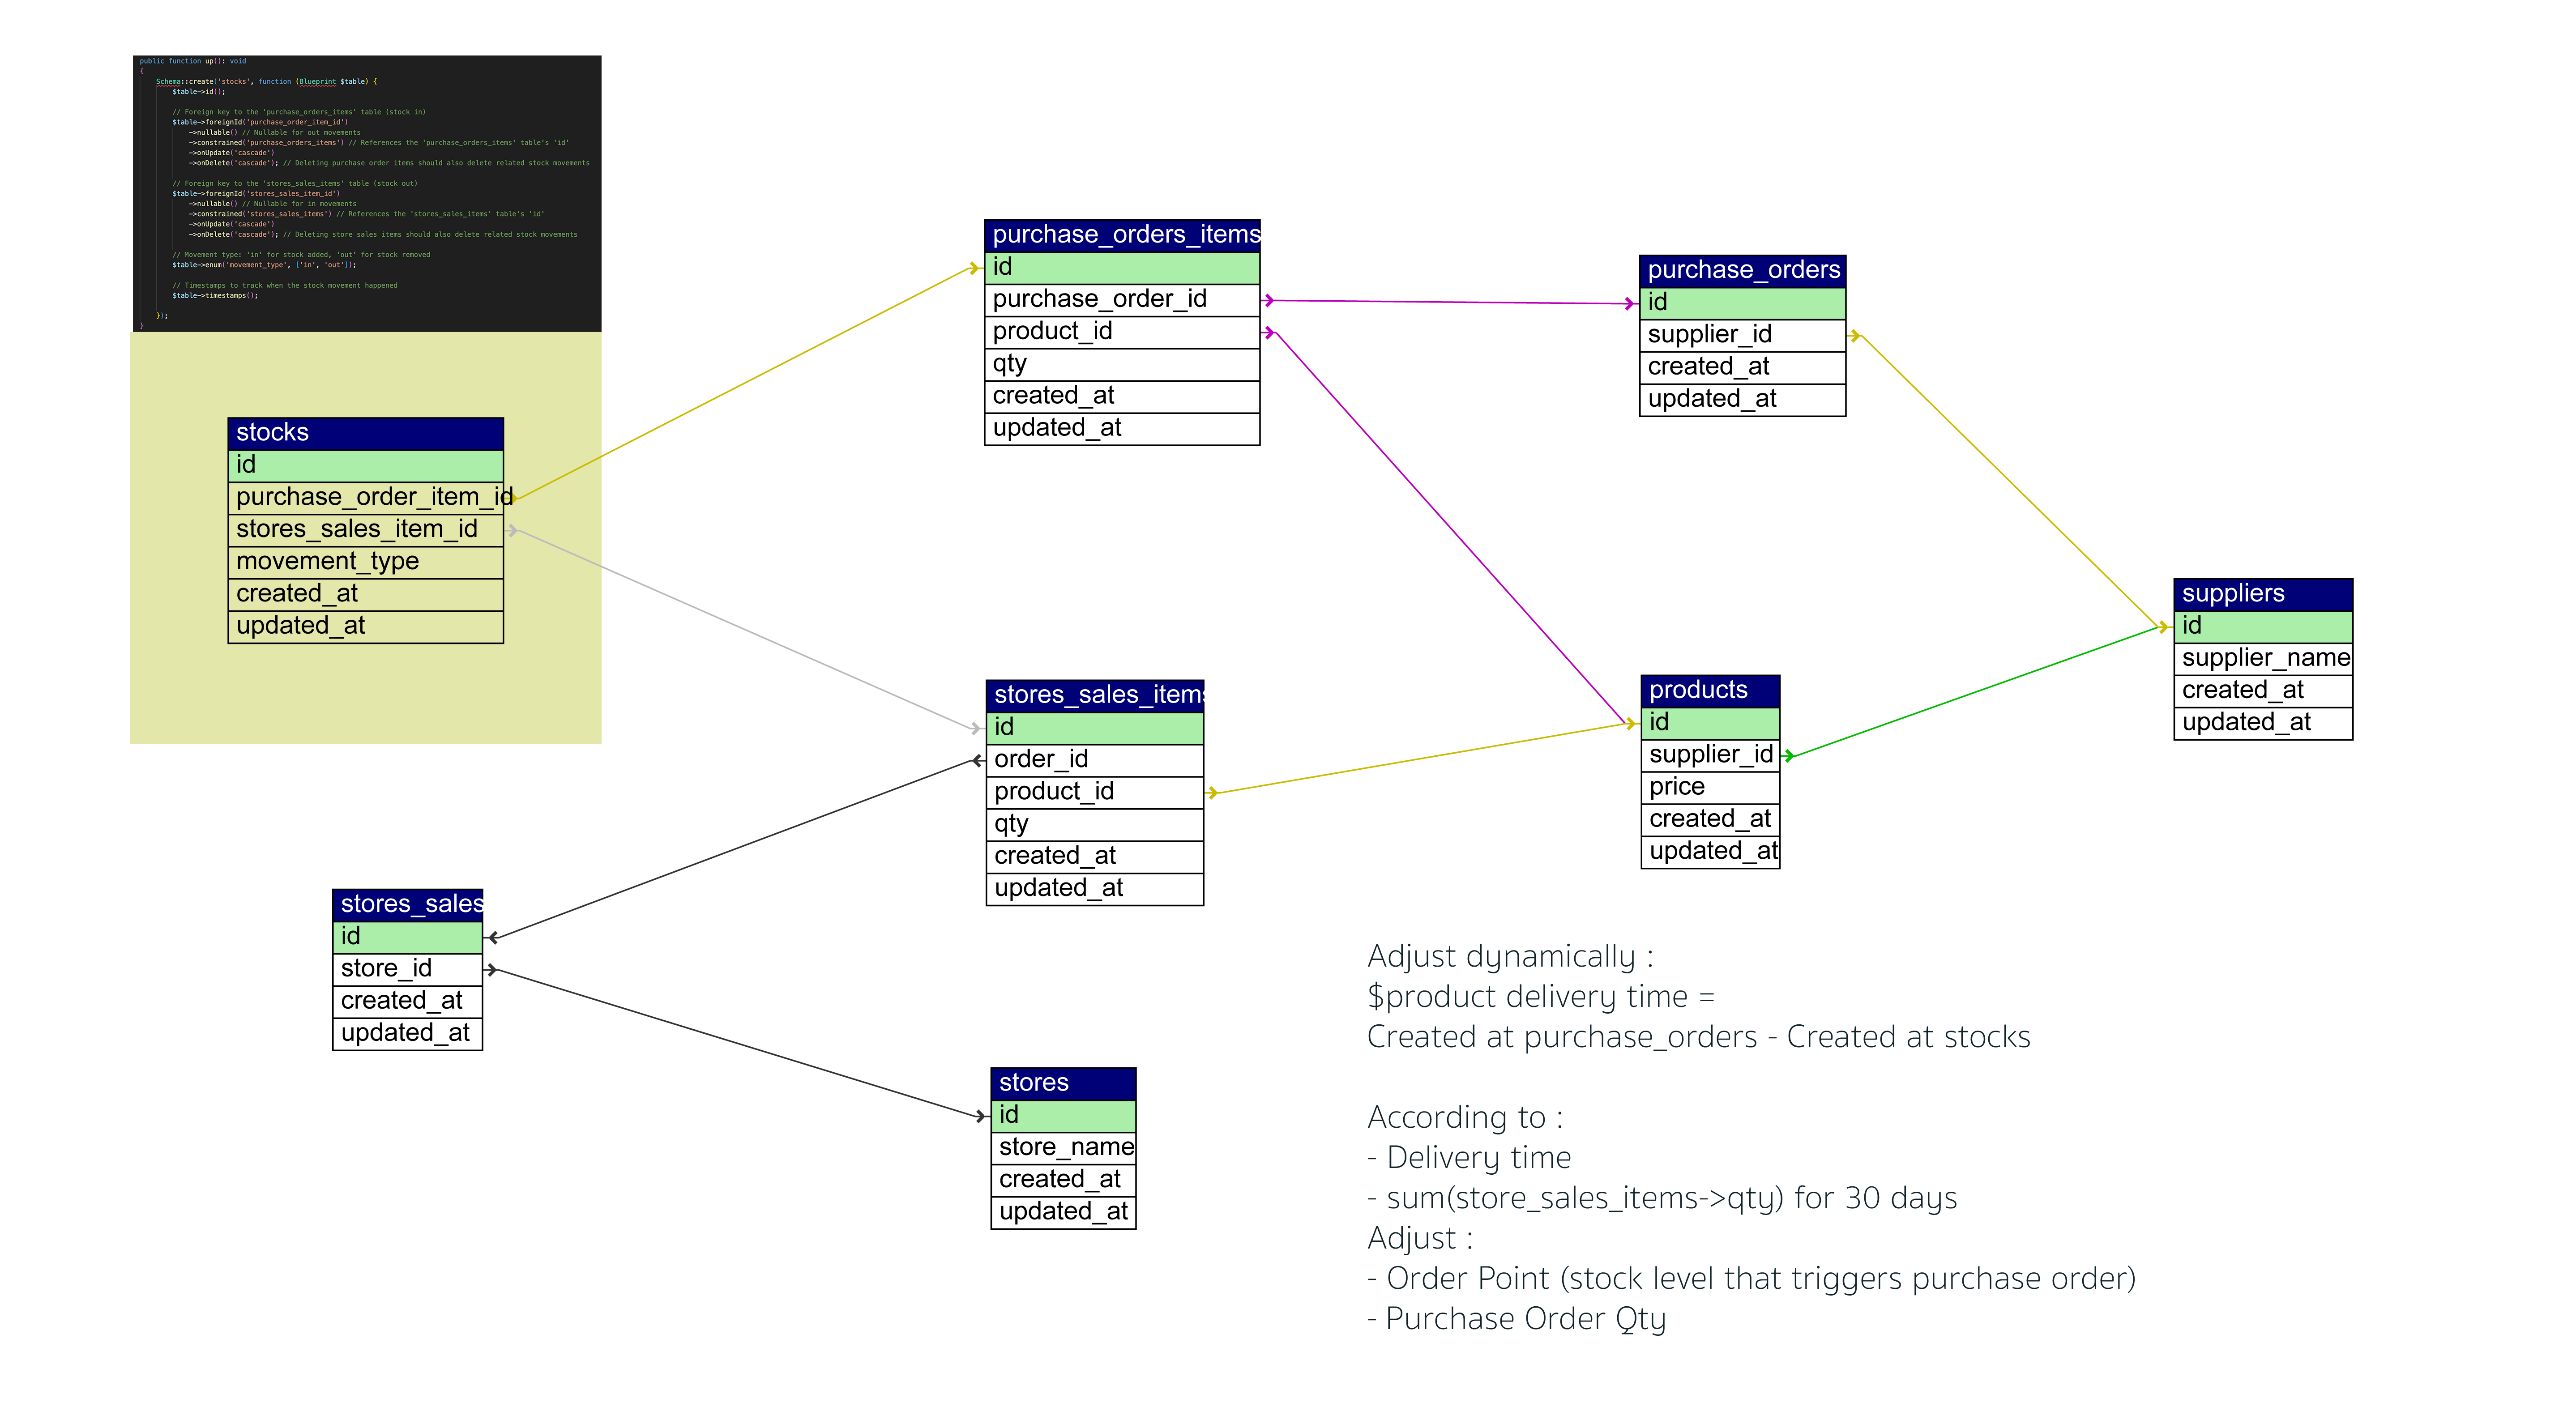 public function up(): void
{
Schema::create('stocks', function (Blueprint $table) {
$table->id();
// Foreign key to the 'purchase_orders_items' table (stock in)
$table->foreignId('purchase_order_item_id')
->nullable() // Nullable for out movements
->constrained('purchase_orders_items') // References the 'purchase_orders_items' table's 'id'
->onUpdate('cascade')
->onDelete('cascade'); // Deleting purchase order items should also delete related stock movements
// Foreign key to the 'stores_sales_items' table (stock out)
$table->foreignId('stores_sales_item_id')
->nullable() // Nullable for in movements
->constrained('stores_sales_items') // References the 'stores_sales_items' table's 'id'
->onUpdate('cascade')
->onDelete('cascade'); // Deleting store sales items should also delete related stock movements
// Movement type: 'in' for stock added, 'out' for stock removed
$table->enum('movement_type', ['in', 'out']);
// Timestamps to track when the stock movement happened
$table->timestamps();
});
}
stocks
id
purchase_order_item_id
stores_sales_item_id
movement_type
created_at
updated_at
purchase_orders_items
id
purchase_order_id
product_id
qty
created_at
updated_at
purchase_orders
id
supplier_id
created_at
updated_at
suppliers
id
supplier_name
created_at
updated_at
stores_sales_items
id
order_id
product_id
qty
created_at
updated_at
products
id
supplier_id
price
created_at
updated_at
stores_sales
id
store_id
created_at
updated_at
stores
id
store_name
created_at
updated_at
Adjust dynamically :
$product delivery time =
Created at purchase_orders - Created at stocks
According to :
- Delivery time
- sum(store_sales_items->qty) for 30 days
Adjust :
- Order Point (stock level that triggers purchase order)
- Purchase Order Qty